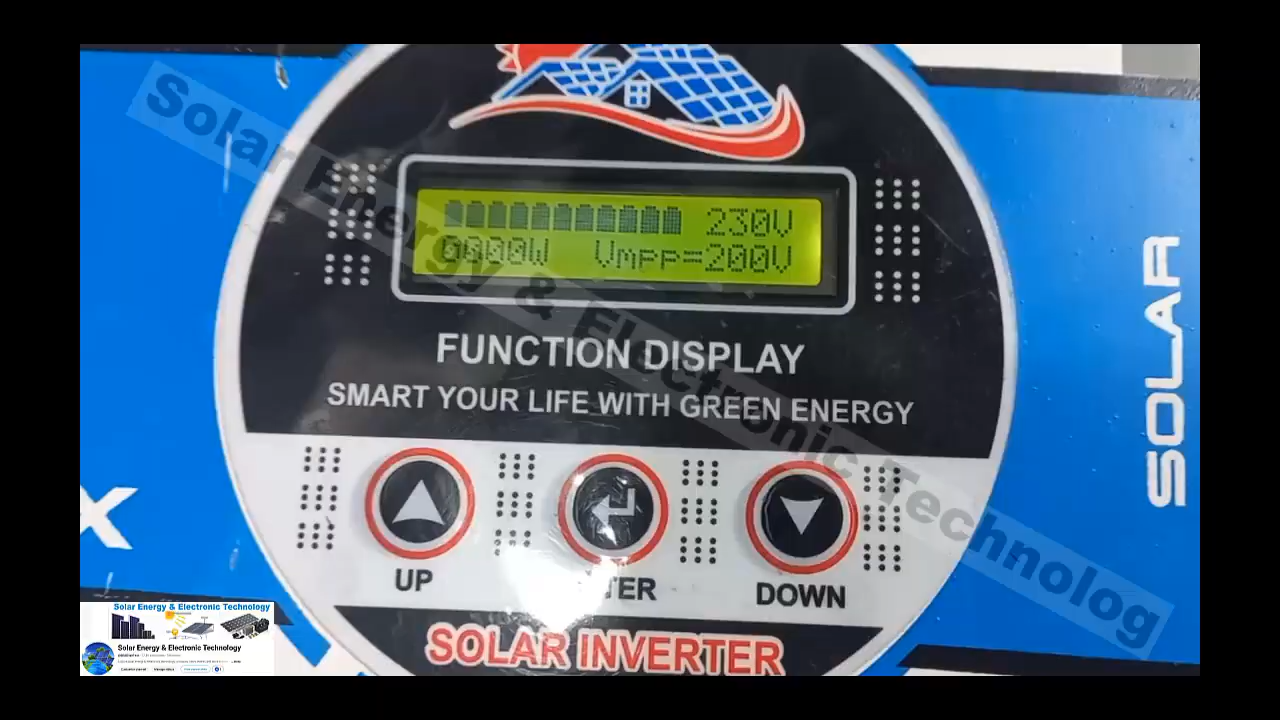 230V
Vmpp=200V
FUNCTION DISPLAY
SMART YOUR LIFE WITH GREEN ENERGY
SOLAR
X
UP
TER
DOWN
SOLAR INVERTER
Solar Energy & Electronic Technolog
Solar Energy & Electronic Technology
Solar Energy & Electronic Technology